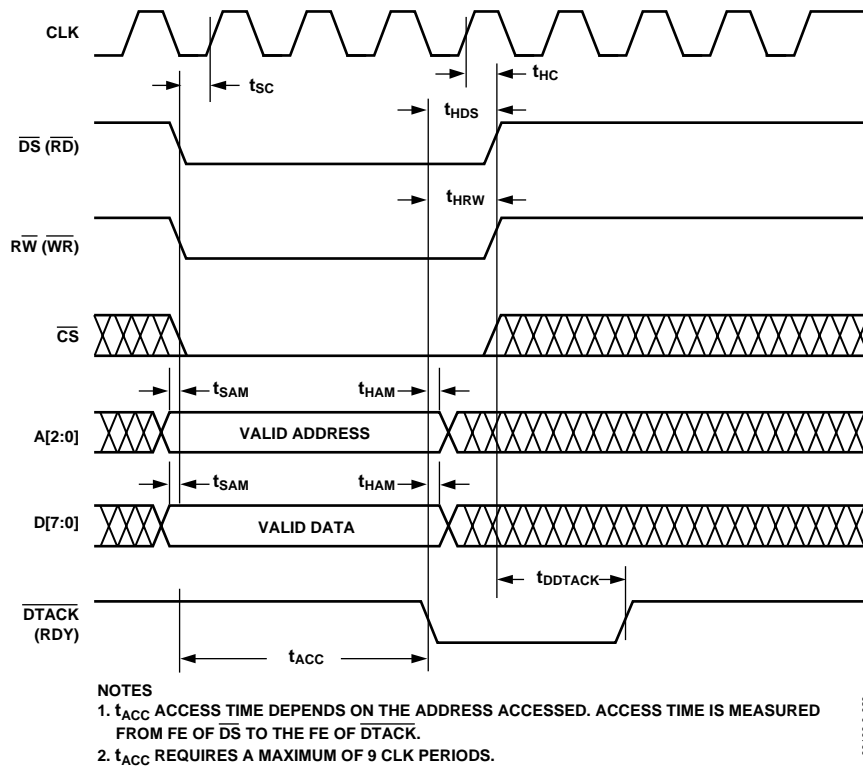 CLK
tSC
tHC
tHDS
DS (RD)
tHRW
RW (WR)
CS
tSAM
tHAM
A[2:0]
VALID ADDRESS
tSAM
tHAM
D[7:0]
VALID DATA
tDDTACK
DTACK
(RDY)
tACC
NOTES
1. tACC ACCESS TIME DEPENDS ON THE ADDRESS ACCESSED. ACCESS TIME IS MEASURED
FROM FE OF DS TO THE FE OF DTACK.
2. tACC REQUIRES A MAXIMUM OF 9 CLK PERIODS.